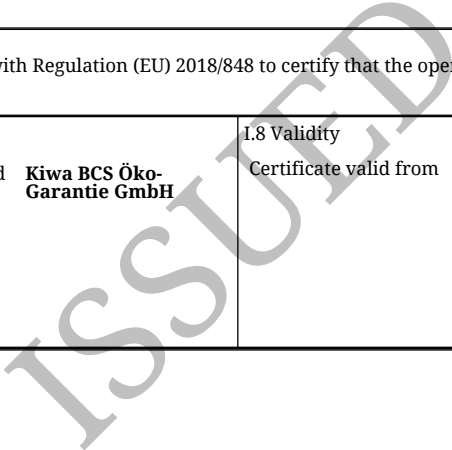 with Regulation (EU) 2018/848 to certify that the oper
d Kiwa BCS Öko-
Garantie GmbH
I.8 Validity
Certificate valid from
ISSUED